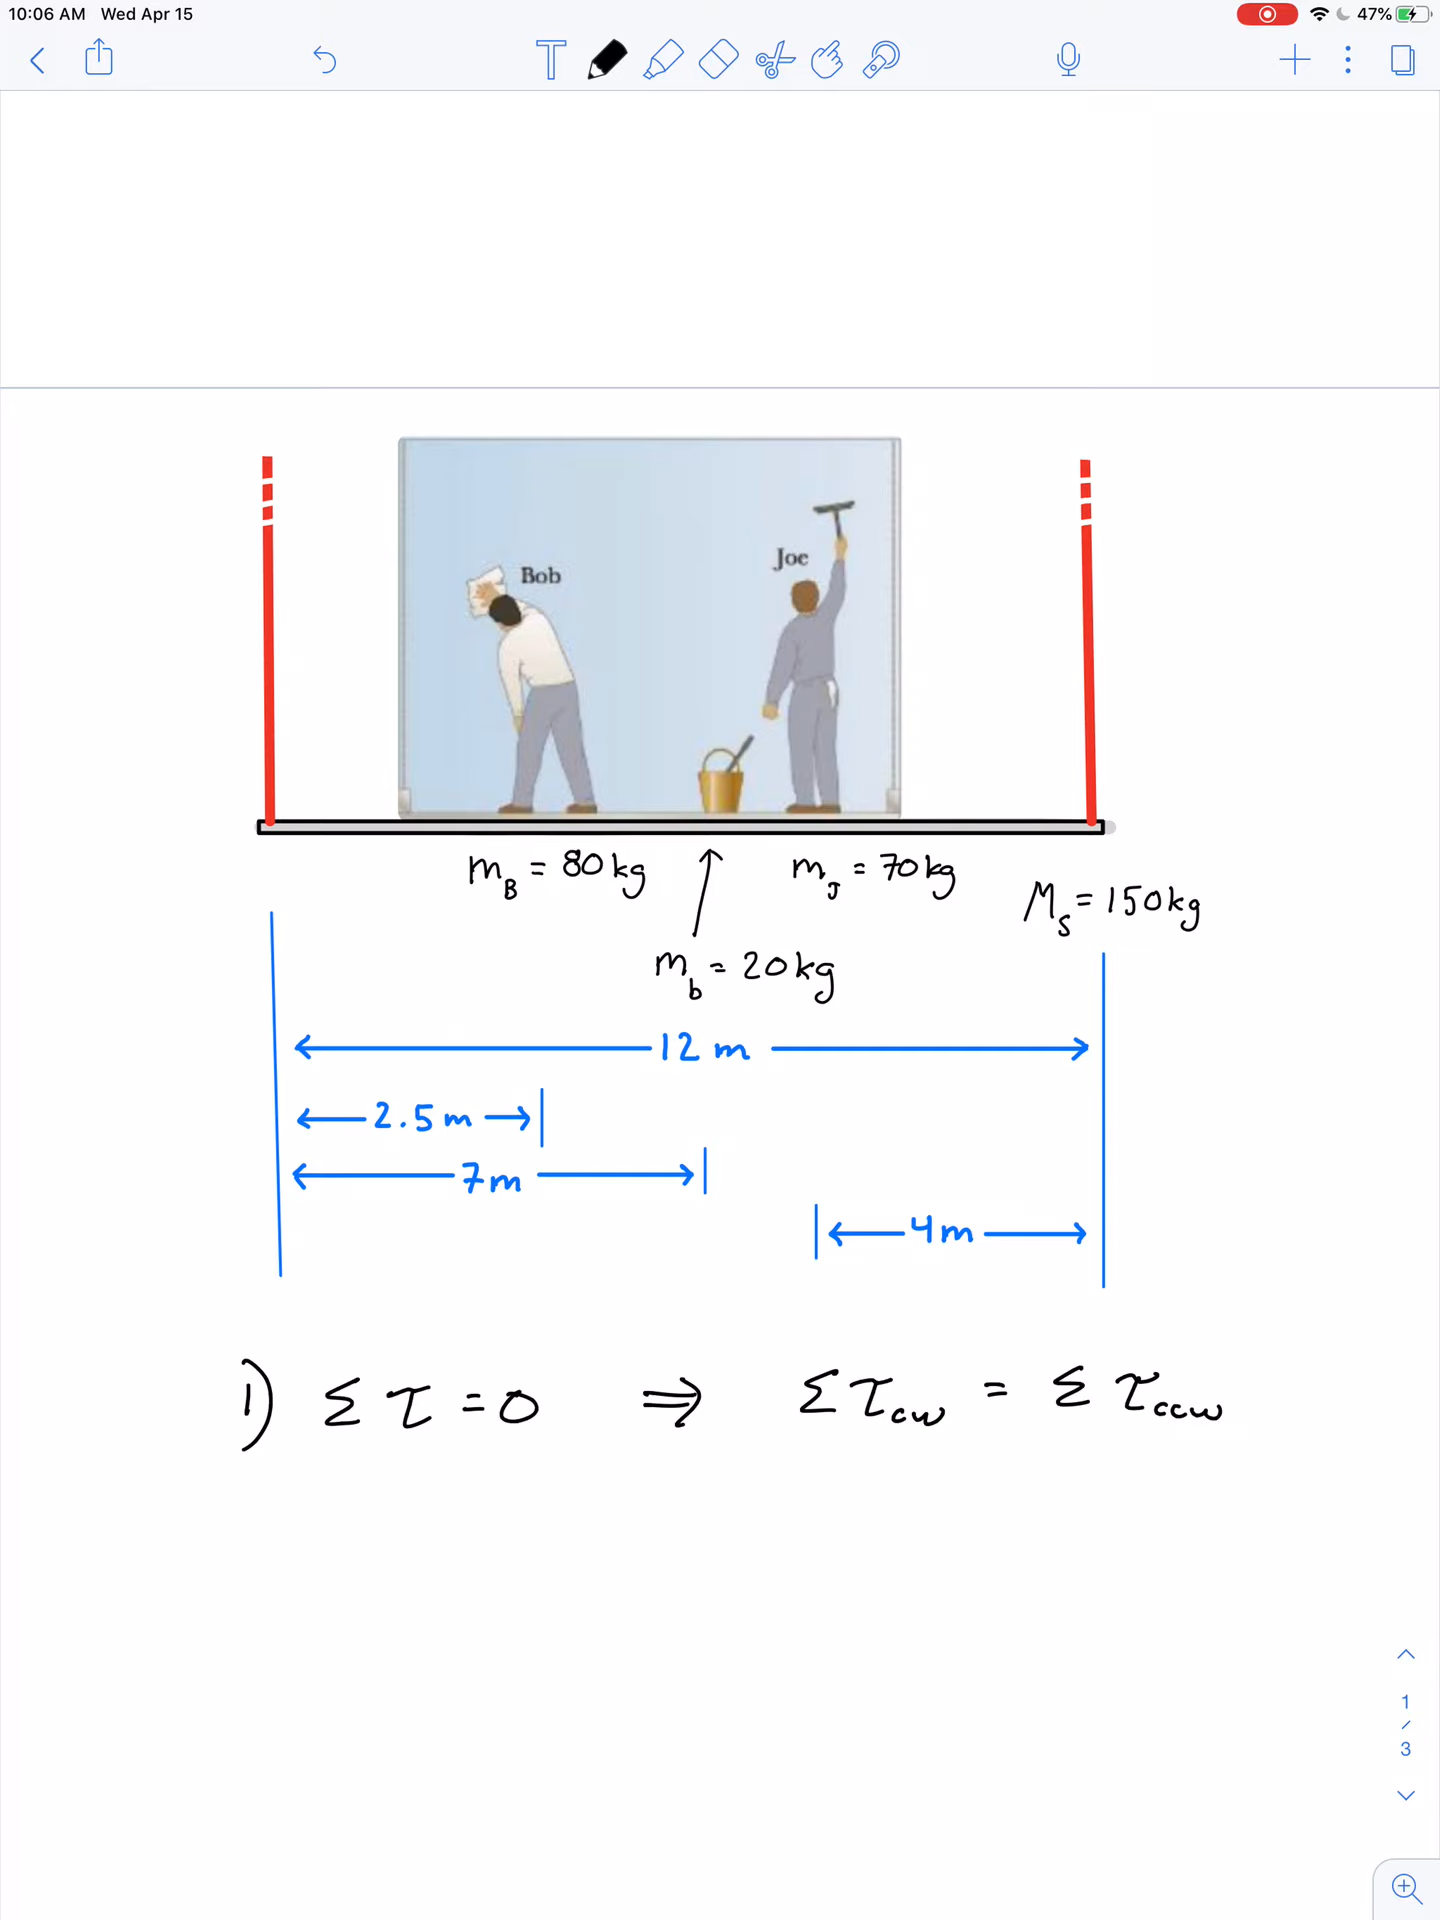 10:06 AM Wed Apr 15
47%
T
Bob
Joe
m_B = 80 kg
m_J = 70 kg
M_S = 150 kg
m_b = 20 kg
12 m
2.5 m
7 m
4 m
1) Σ τ = 0 ⇒ Σ τ_cw = Σ τ_ccw
1
/
3